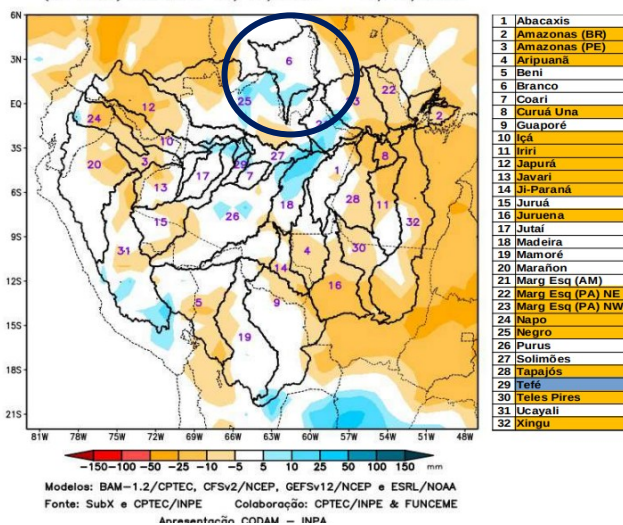 6N
3N
EQ
3S
6S
9S
12S
15S
18S
21S
6
25
3
22
24
12
2
10
20
3
13
17
29
7
27
1
8
18
28
11
26
15
32
31
4
30
14
16
5
9
19
81W 78W 75W 72W 69W 66W 63W 60W 57W 54W 51W 48W
-150 -100 -50 -25 -10 -5 5 10 25 50 100 150 mm
Modelos: BAM-1.2/CPTEC, CFSv2/NCEP, GEFSv12/NCEP e ESRL/NOAA
Fonte: SubX e CPTEC/INPE Colaboração: CPTEC/INPE & FUNCEME
Apresentação CODAM - INPA
1 Abacaxis
2 Amazonas (BR)
3 Amazonas (PE)
4 Aripuanã
5 Beni
6 Branco
7 Coari
8 Curuá Una
9 Guaporé
10 Içá
11 Iriri
12 Japurá
13 Javari
14 Ji-Paraná
15 Juruá
16 Juruena
17 Jutaí
18 Madeira
19 Mamoré
20 Marañon
21 Marg Esq (AM)
22 Marg Esq (PA) NE
23 Marg Esq (PA) NW
24 Napo
25 Negro
26 Purus
27 Solimões
28 Tapajós
29 Tefé
30 Teles Pires
31 Ucayali
32 Xingu